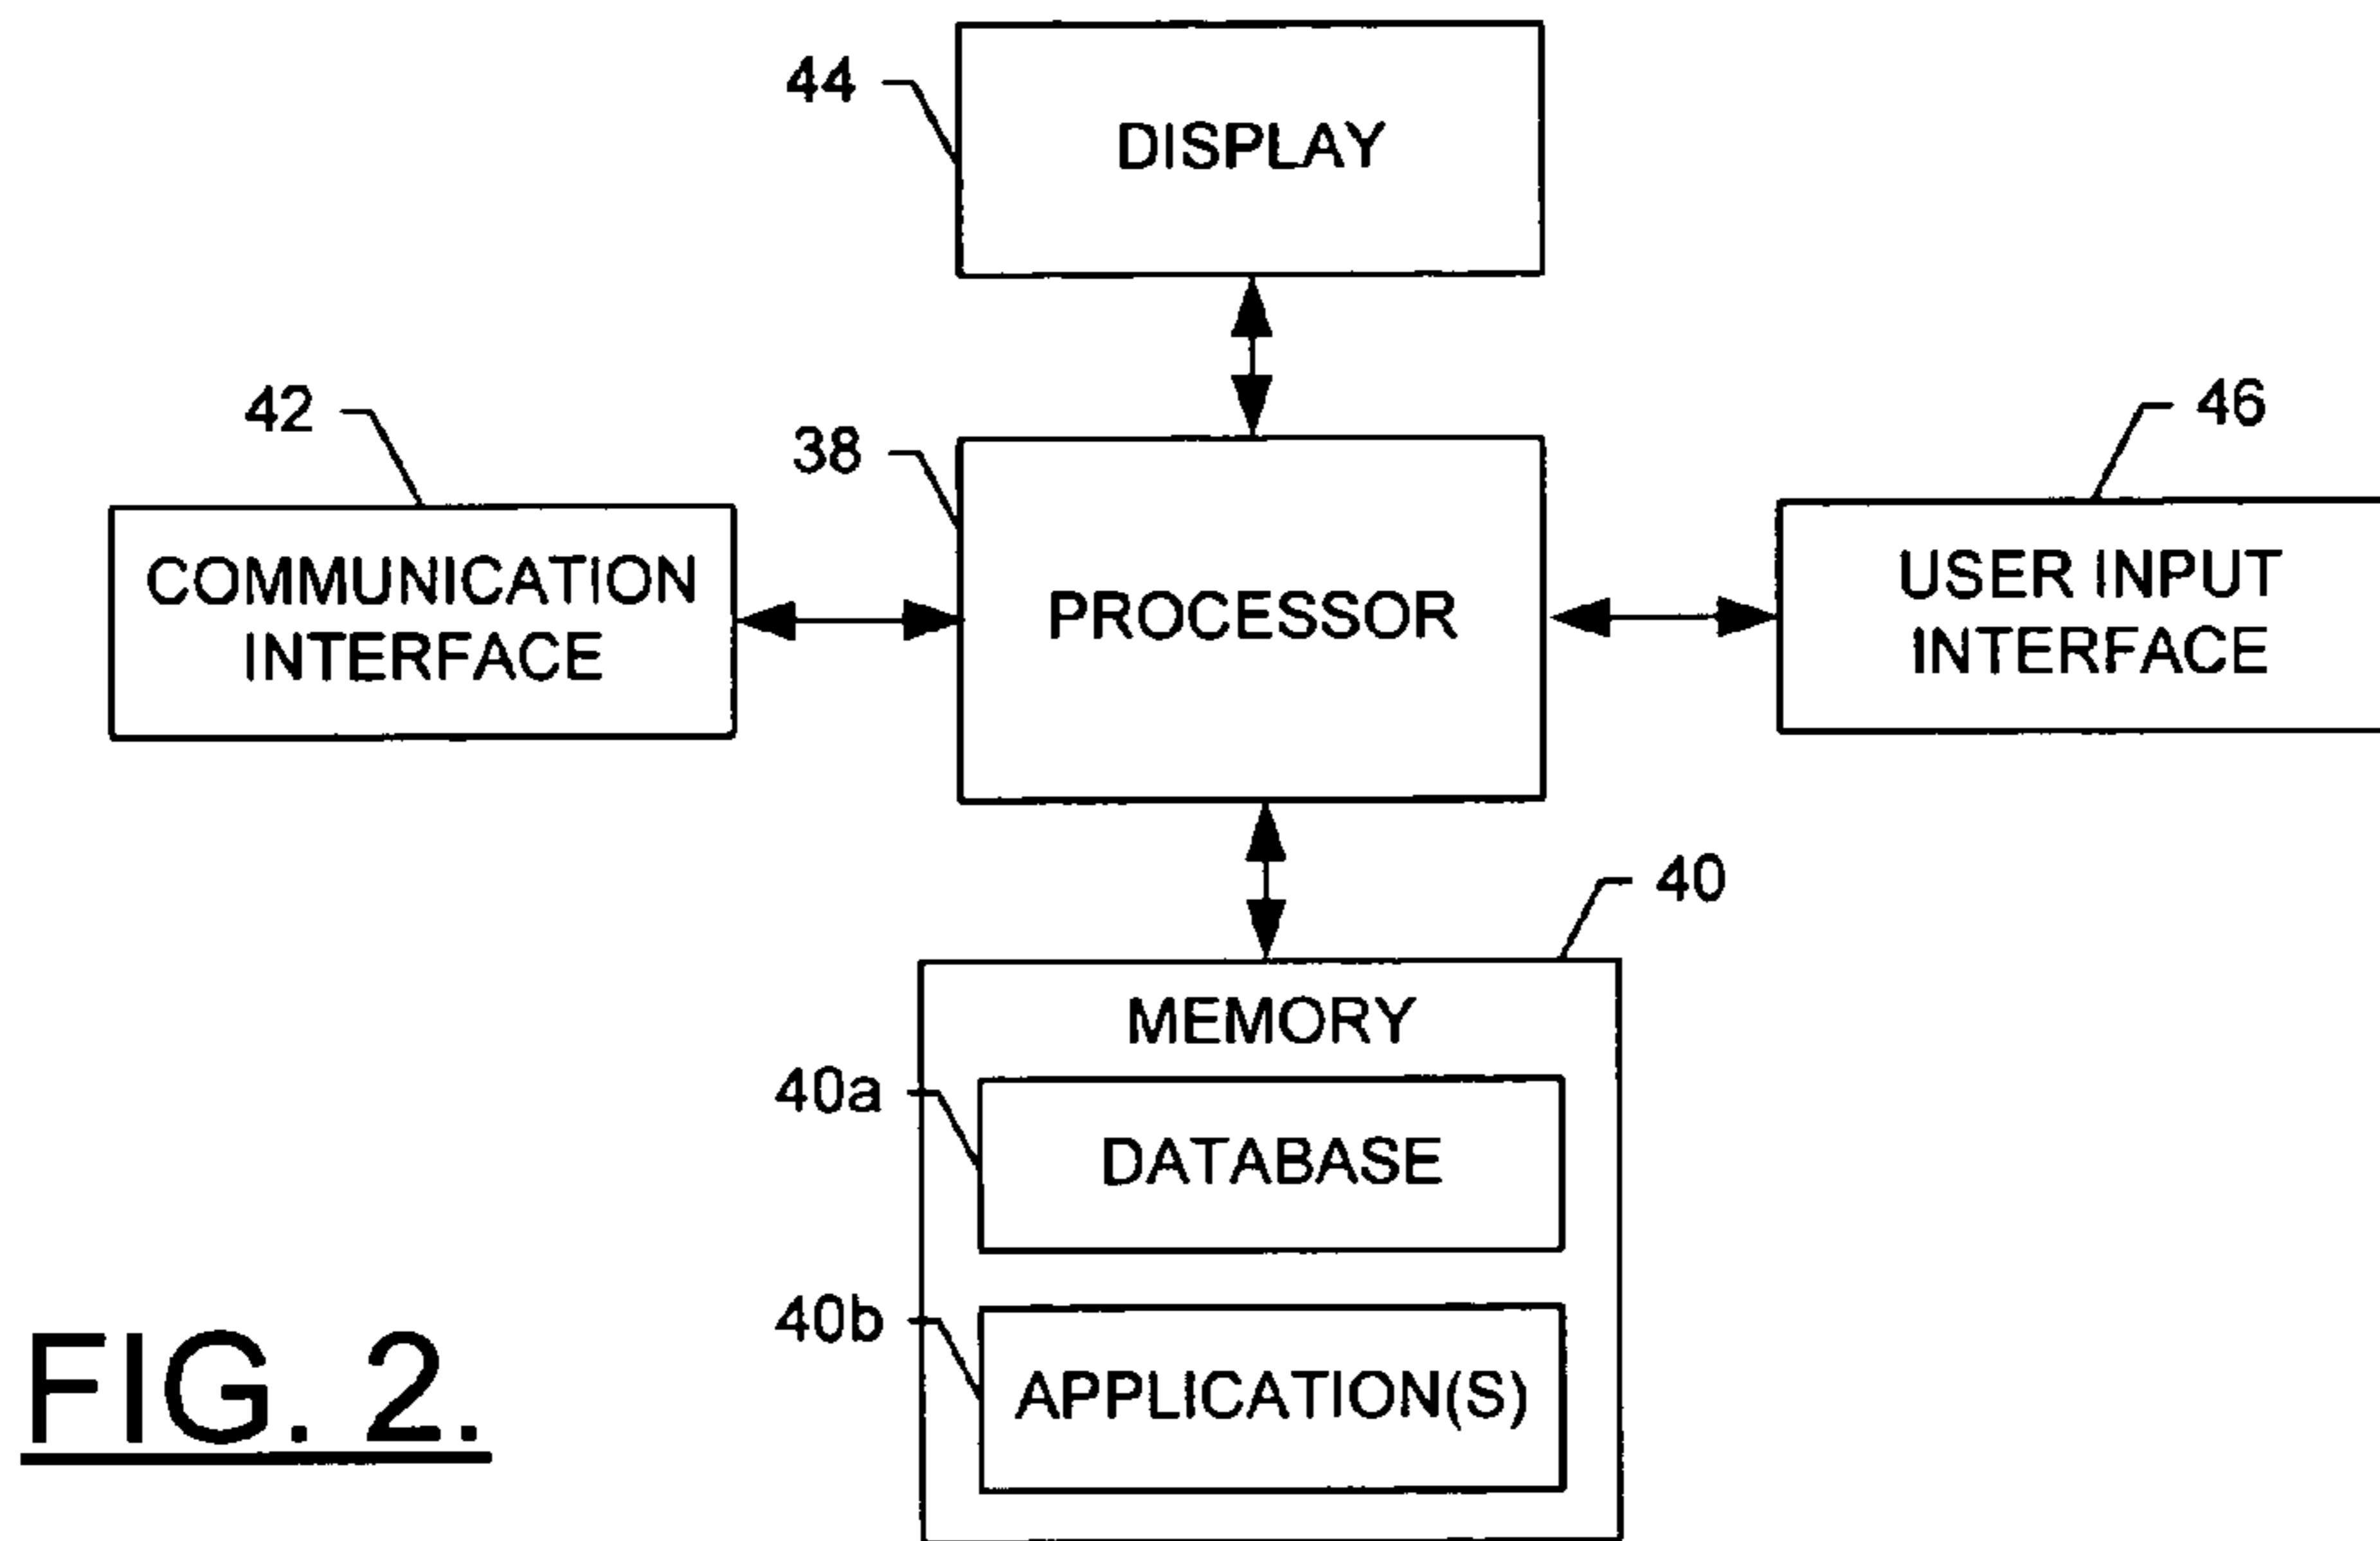 44
DISPLAY
42
38
46
COMMUNICATION
INTERFACE
PROCESSOR
USER INPUT
INTERFACE
40
MEMORY
40a
DATABASE
40b
APPLICATION(S)
FIG. 2.